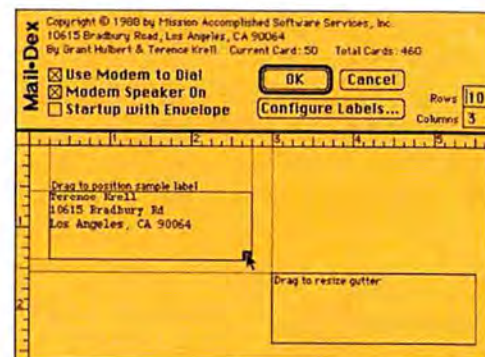 Mail•Dex
Copyright © 1988 by Mission Accomplished Software Services, Inc.
10615 Bradbury Road, Los Angeles, CA 90064
By Grant Hulbert & Terence Krell. Current Card: 50 Total Cards: 460
Use Modem to Dial
Modem Speaker On
Startup with Envelope
OK
Cancel
Configure Labels...
Rows 10
Columns 3
1 2 3 4 5
Drag to position sample label
Terence Krell
10615 Bradbury Rd
Los Angeles, CA 90064
1
Drag to resize gutter
2